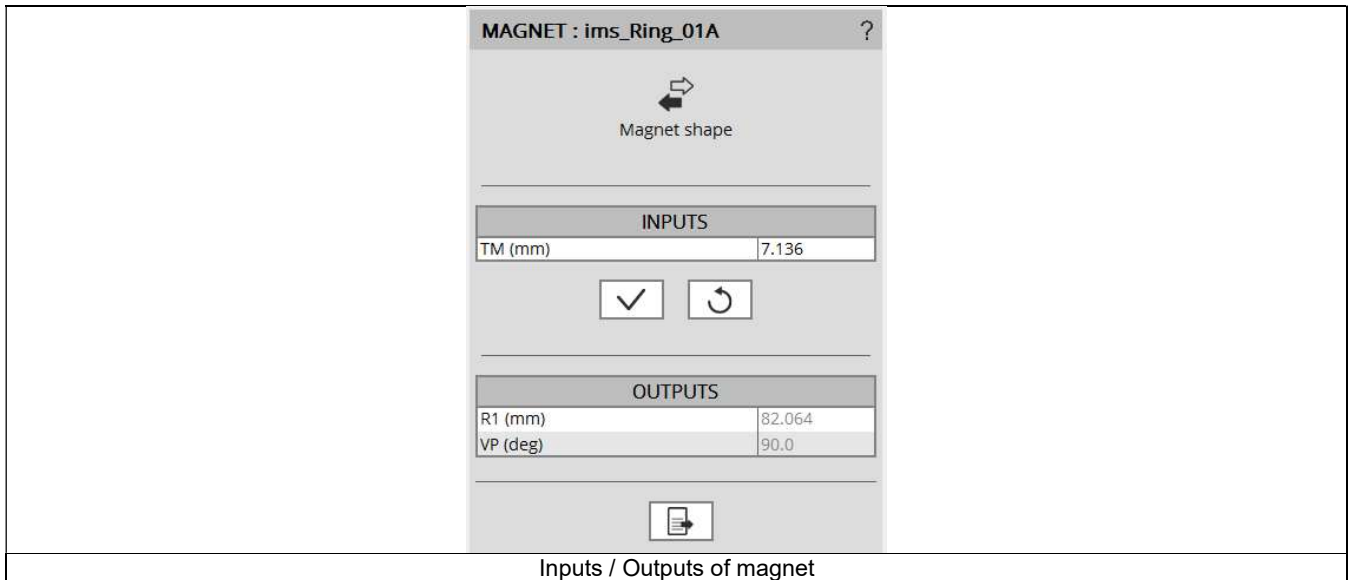 MAGNET : ims_Ring_01A ?
Magnet shape
INPUTS
TM (mm) 7.136
OUTPUTS
R1 (mm) 82.064
VP (deg) 90.0
Inputs / Outputs of magnet